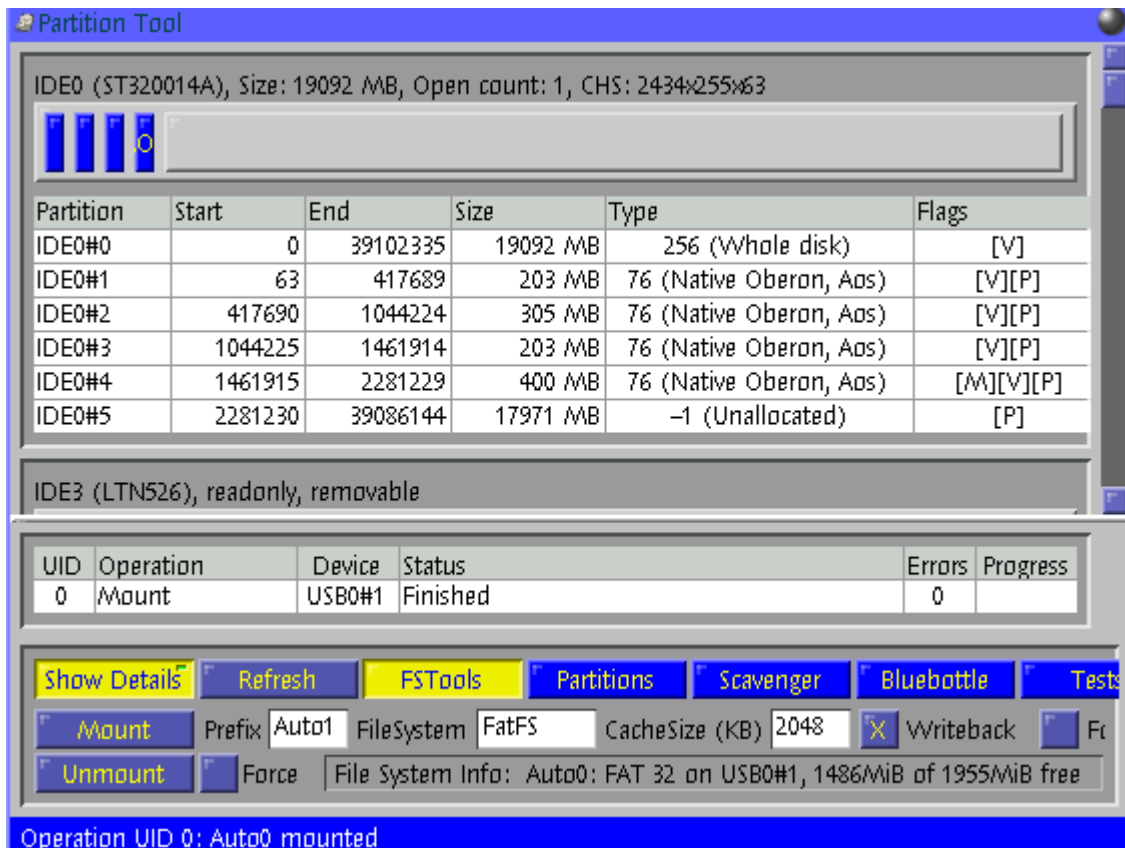 Partition Tool
IDE0 (ST320014A), Size: 19092 MB, Open count: 1, CHS: 2434x255x63
.O
Partition Start End Size Type Flags
IDE0#0 0 39102335 19092 MB 256 (Whole disk) [V]
IDE0#1 63 417689 203 MB 76 (Native Oberon, Aos) [V][P]
IDE0#2 417690 1044224 305 MB 76 (Native Oberon, Aos) [V][P]
IDE0#3 1044225 1461914 203 MB 76 (Native Oberon, Aos) [V][P]
IDE0#4 1461915 2281229 400 MB 76 (Native Oberon, Aos) [M][V][P]
IDE0#5 2281230 39086144 17971 MB –1 (Unallocated) [P]
IDE3 (LTN526), readonly, removable
UID Operation Device Status Errors Progress
0 Mount USB0#1 Finished 0
Show Details Refresh FSTools Partitions Scavenger Bluebottle Tests
Mount Prefix Auto1 FileSystem FatFS CacheSize (KB) 2048 X Writeback Fo
Unmount Force File System Info: Auto0: FAT 32 on USB0#1, 1486MiB of 1955MiB free
Operation UID 0: Auto0 mounted